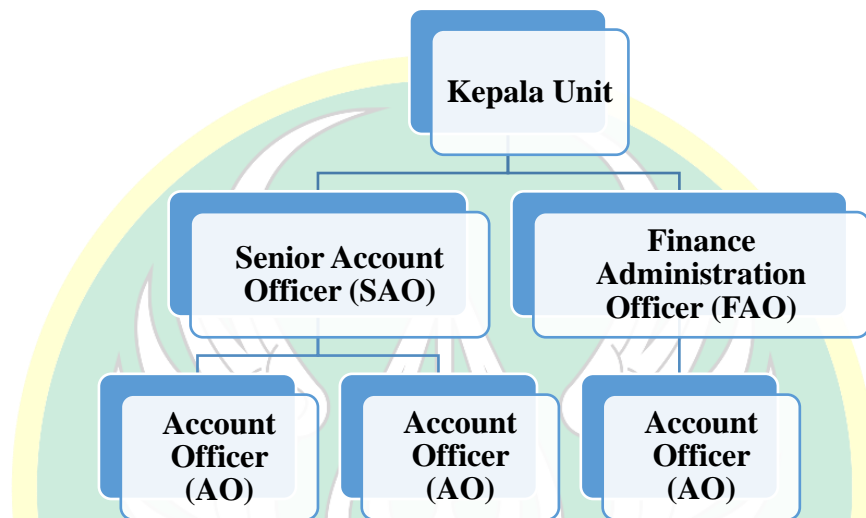 Kepala Unit
Senior Account
Officer (SAO)
Finance
Administration
Officer (FAO)
Account
Officer
(AO)
Account
Officer
(AO)
Account
Officer
(AO)